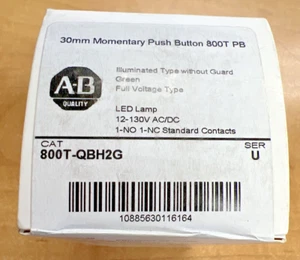 30mm Momentary Push Button 800T PB
AB
QUALITY
Illuminated Type without Guard
Green
Full Voltage Type
LED Lamp
12-130V AC/DC
1-NO 1-NC Standard Contacts
CAT
SER
800T-QBH2G
U
10885630116164